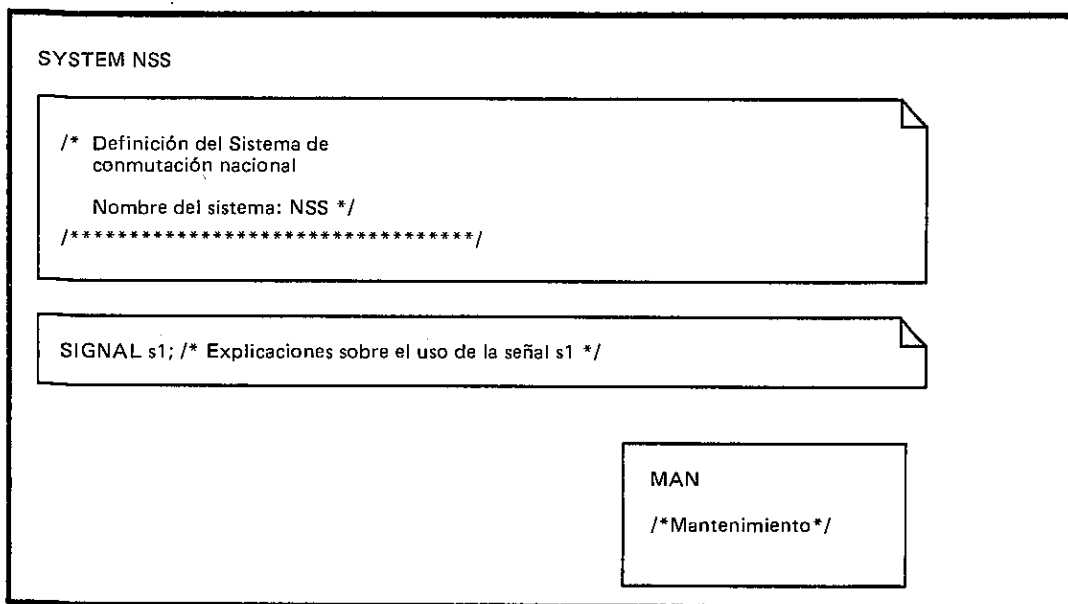 SYSTEM NSS
/* Definición del Sistema de
conmutación nacional
Nombre del sistema: NSS */
/**********************************/
SIGNAL s1; /* Explicaciones sobre el uso de la señal s1 */
MAN
/*Mantenimiento*/